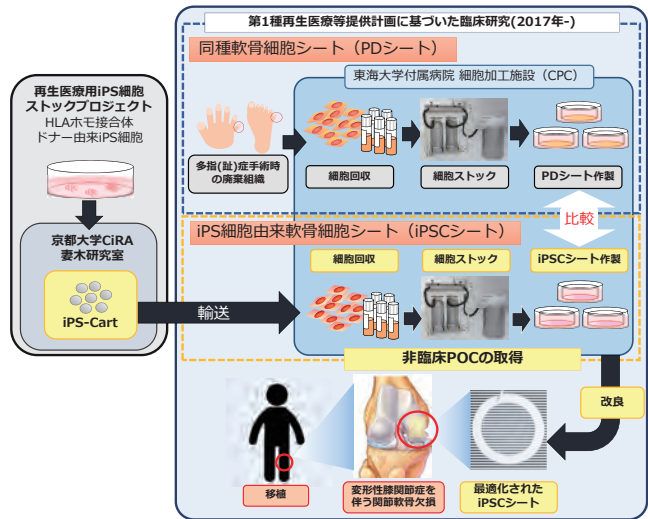 第1種再生医療等提供計画に基づいた臨床研究(2017年-)
同種軟骨細胞シート（PDシート）
東海大学付属病院 細胞加工施設（CPC）
再生医療用iPS細胞
ストックプロジェクト
HLAホモ接合体
ドナー由来iPS細胞
多指(趾)症手術時
の廃棄組織
細胞回収
細胞ストック
PDシート作製
比較
iPS細胞由来軟骨細胞シート（iPSCシート）
京都大学CiRA
妻木研究室
iPS-Cart
輸送
細胞回収
細胞ストック
iPSCシート作製
非臨床POCの取得
改良
移植
変形性膝関節症を
伴う関節軟骨欠損
最適化された
iPSCシート